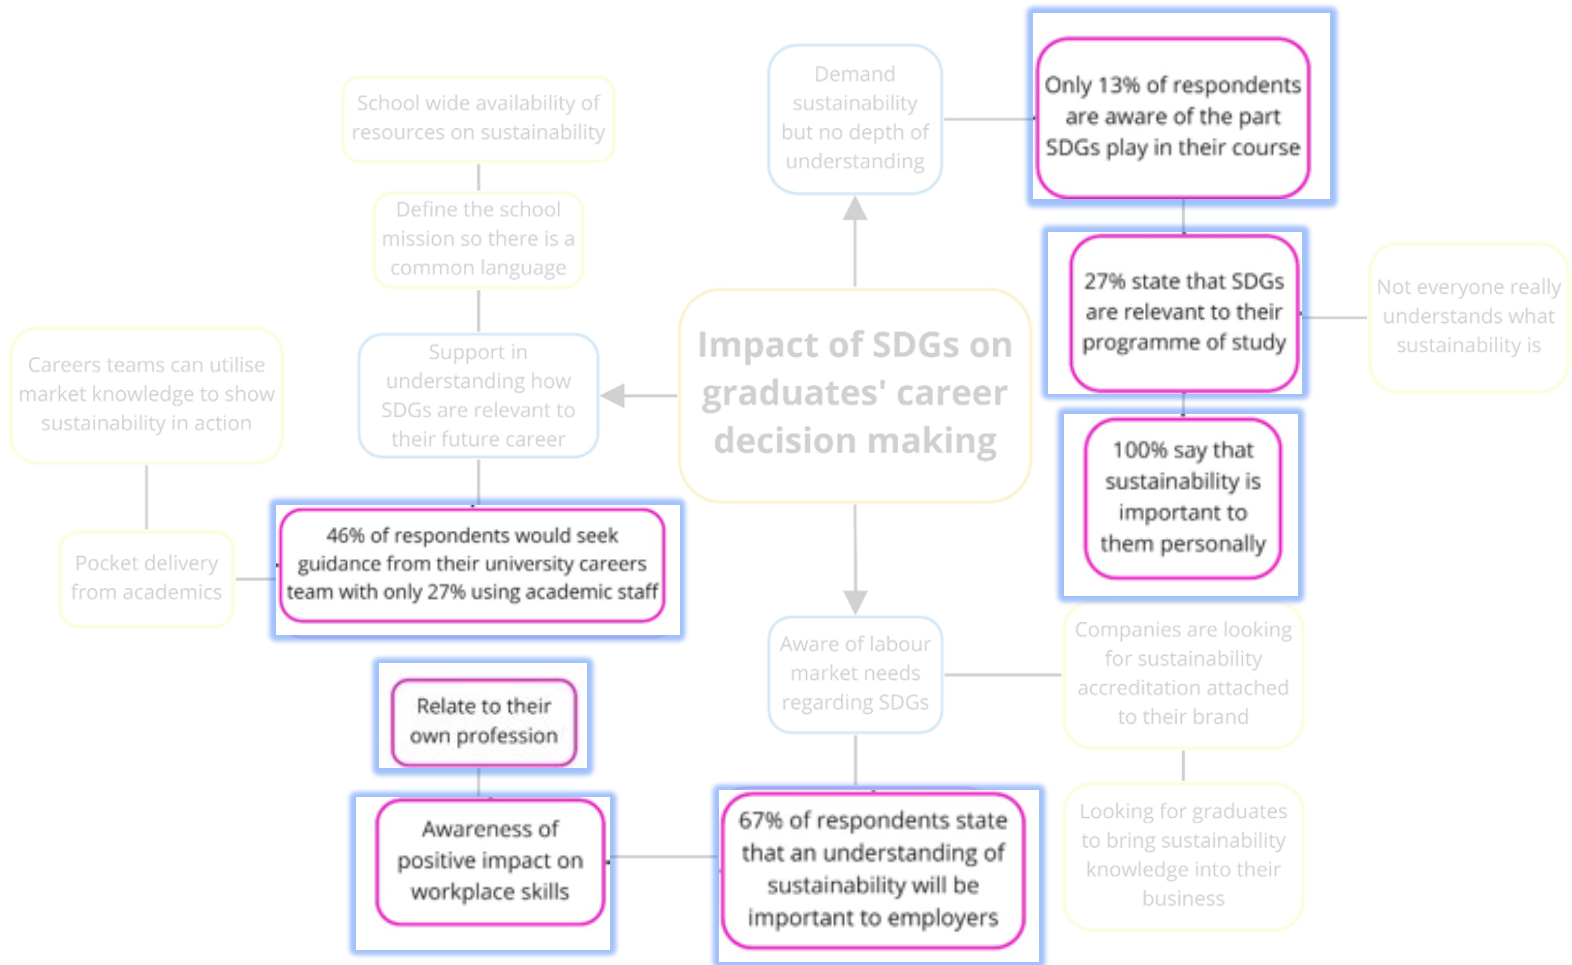 Demand
sustainability
but no depth of
understanding
Only 13% of respondents
are aware of the part
SDGs play in their course
School wide availability of
resources on sustainability
Define the school
mission so there is a
common language
27% state that SDGs
are relevant to their
programme of study
Not everyone really
understands what
sustainability is
Careers teams can utilise
market knowledge to show
sustainability in action
Support in
understanding how
SDGs are relevant to
their future career
Impact of SDGs on
graduates' career
decision making
100% say that
sustainability is
important to
them personally
Pocket delivery
from academics
46% of respondents would seek
guidance from their university careers
team with only 27% using academic staff
Aware of labour
market needs
regarding SDGs
Companies are looking
for sustainability
accreditation attached
to their brand
Relate to their
own profession
Awareness of
positive impact on
workplace skills
67% of respondents state
that an understanding of
sustainability will be
important to employers
Looking for graduates
to bring sustainability
knowledge into their
business